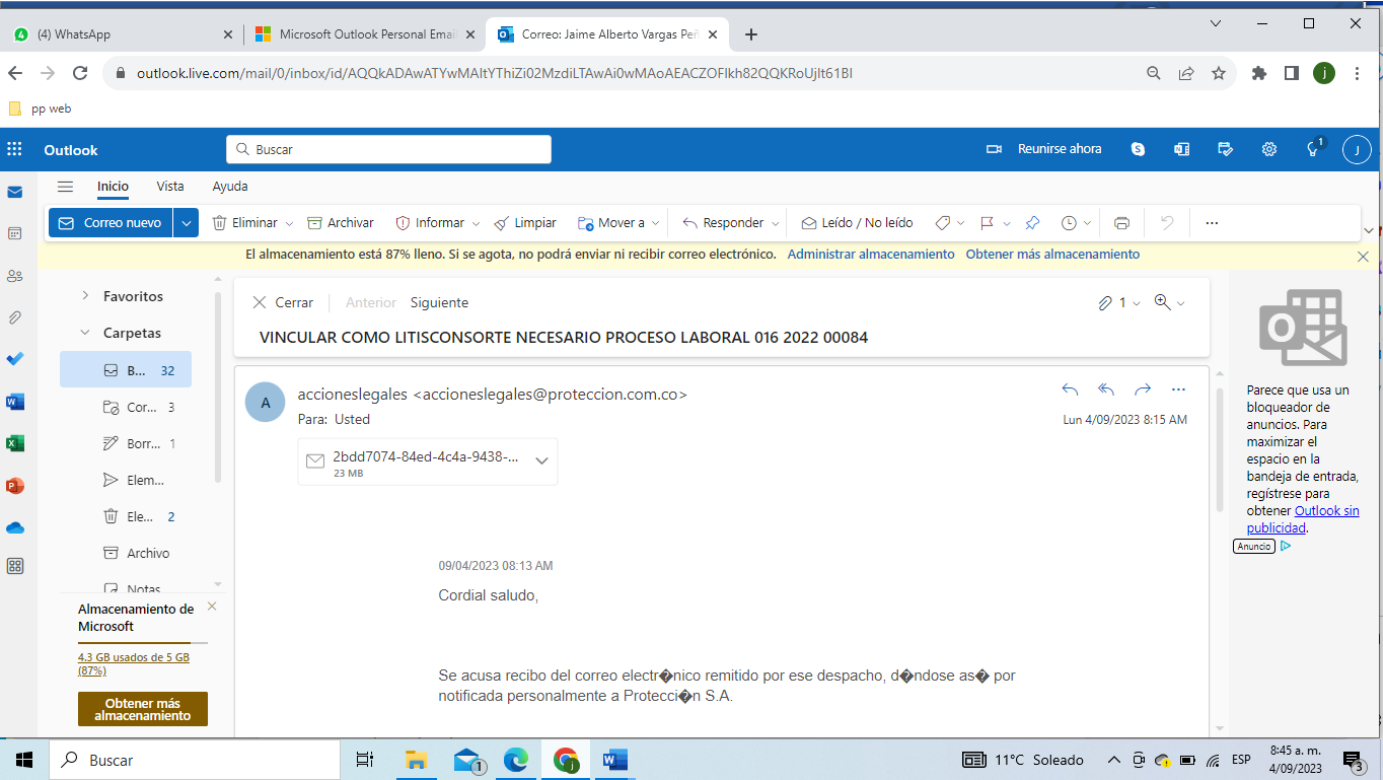 (4) WhatsApp
Microsoft Outlook Personal Emai
Correo: Jaime Alberto Vargas Peñ
outlook.live.com/mail/0/inbox/id/AQQkADAwATYwMAItYThiZi02MzdiLTAwAi0wMAoAEACZOFIkh82QQKRoUjlt61BI
j
pp web
Outlook
Buscar
Reunirse ahora
1
J
Inicio Vista Ayuda
Correo nuevo
Eliminar
Archivar
Informar
Limpiar
Mover a
Responder
Leído / No leído
El almacenamiento está 87% lleno. Si se agota, no podrá enviar ni recibir correo electrónico. Administrar almacenamiento Obtener más almacenamiento
Favoritos
Carpetas
B... 32
Cor... 3
Borr... 1
Elem...
Ele... 2
Archivo
Notas
Almacenamiento de
Microsoft
4.3 GB usados de 5 GB
(87%)
Obtener más
almacenamiento
Cerrar Anterior Siguiente
1
VINCULAR COMO LITISCONSORTE NECESARIO PROCESO LABORAL 016 2022 00084
A
accioneslegales <accioneslegales@proteccion.com.co>
Para: Usted
Lun 4/09/2023 8:15 AM
2bdd7074-84ed-4c4a-9438-...
23 MB
09/04/2023 08:13 AM
Cordial saludo,
Se acusa recibo del correo electr�nico remitido por ese despacho, d�ndose as� por
notificada personalmente a Protecci�n S.A.
Parece que usa un
bloqueador de
anuncios. Para
maximizar el
espacio en la
bandeja de entrada,
regístrese para
obtener Outlook sin
publicidad.
Anuncio
Buscar
1
11°C Soleado
ESP
8:45 a. m.
4/09/2023
3